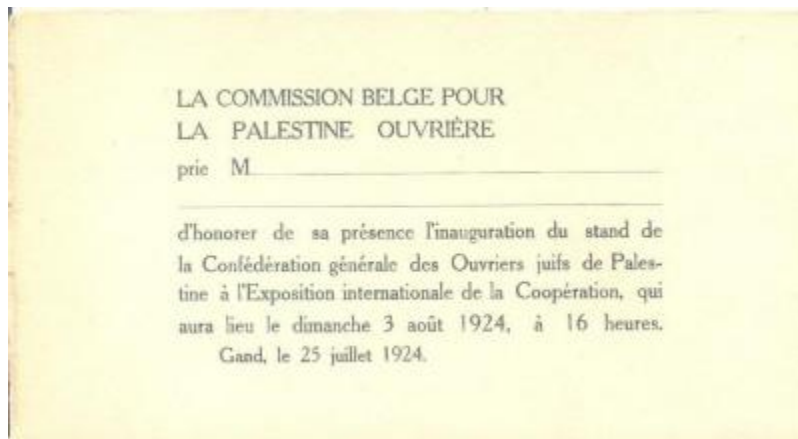 LA COMMISSION BELGE POUR
LA PALESTINE OUVRIÈRE
prie M
d'honorer de sa présence l'inauguration du stand de
la Confédération générale des Ouvriers juifs de Pales-
tine à l'Exposition internationale de la Coopération, qui
aura lieu le dimanche 3 août 1924, à 16 heures.
Gand, le 25 juillet 1924.